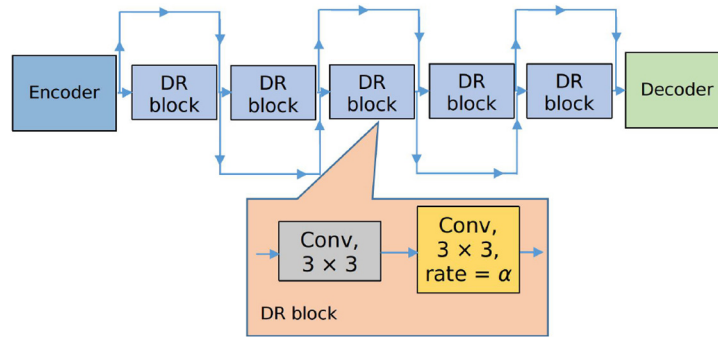 Encoder
DR
block
DR
block
DR
block
DR
block
DR
block
Decoder
Conv,
3 × 3
Conv,
3 × 3,
rate = α
DR block